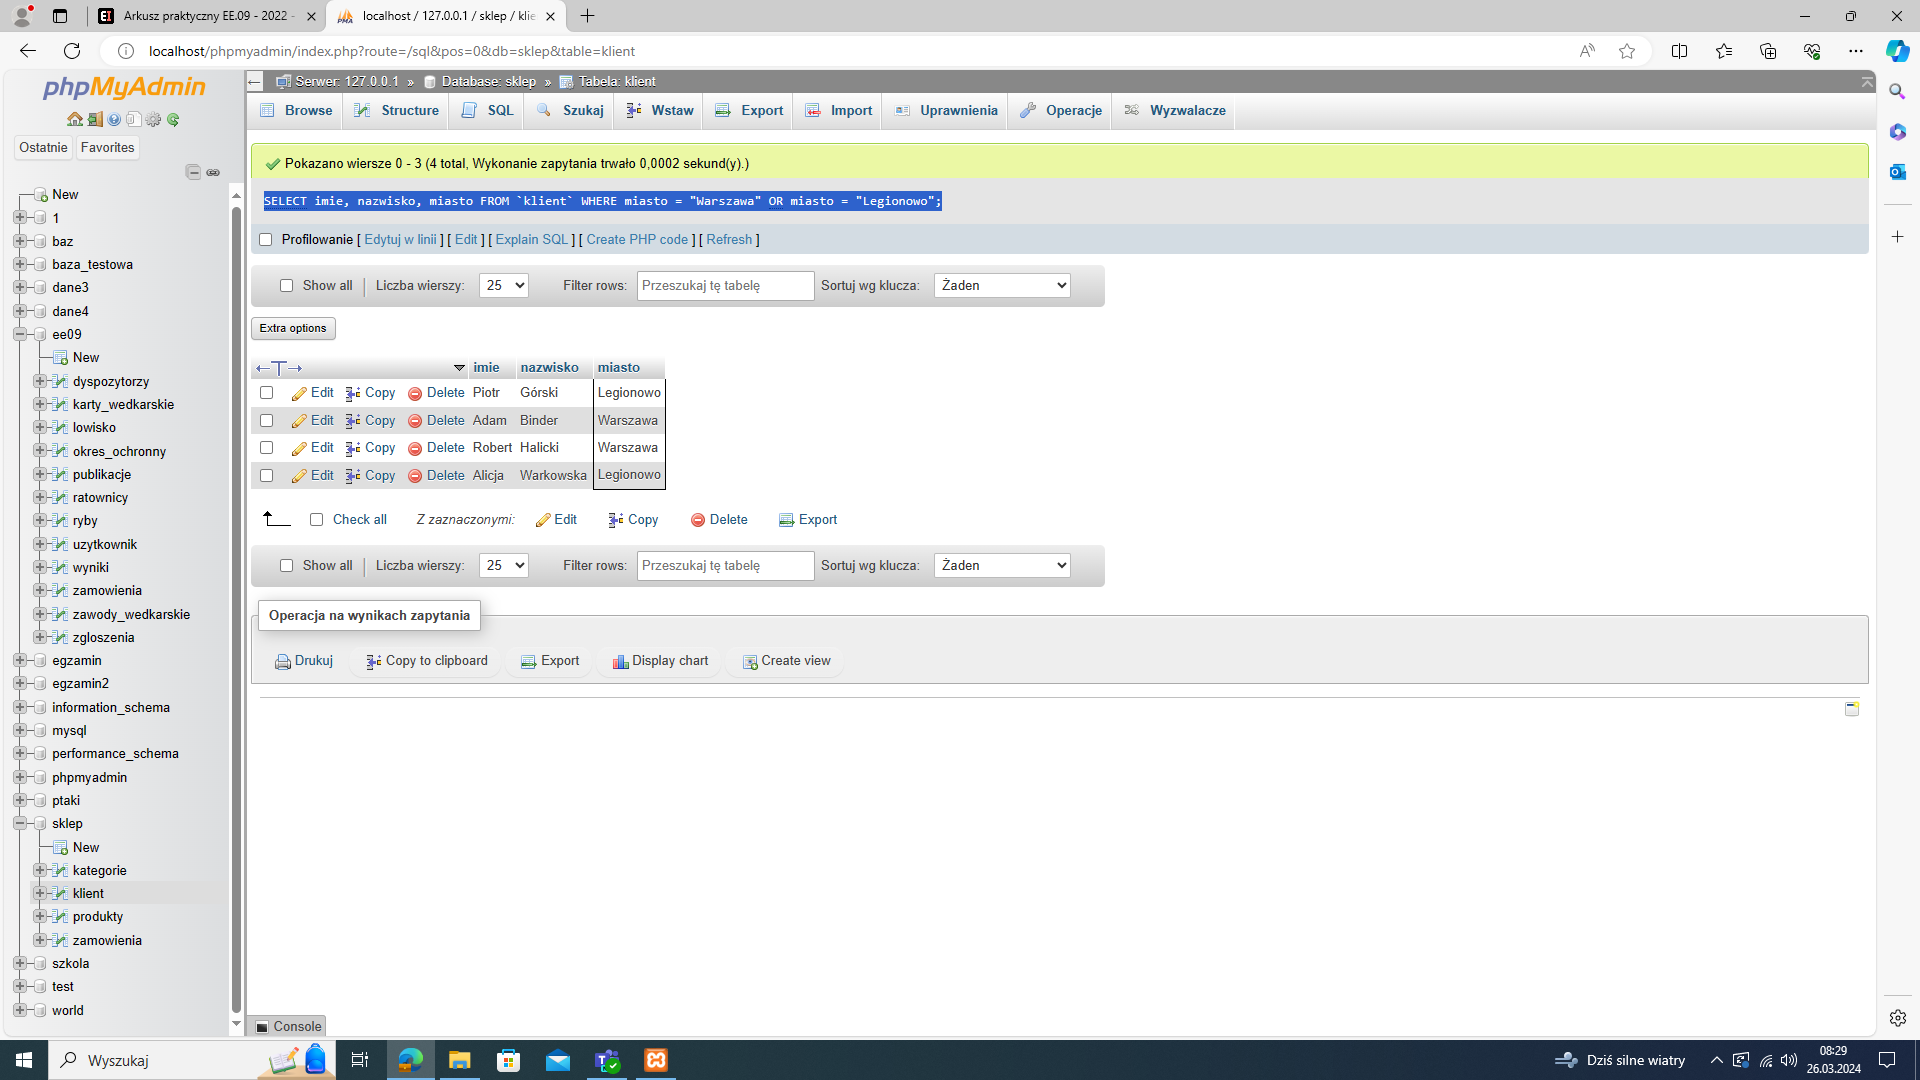 Arkusz praktyczny EE.09 - 2022 -
localhost / 127.0.0.1 / sklep / klie
localhost/phpmyadmin/index.php?route=/sql&pos=0&db=sklep&table=klient
phpMyAdmin
Ostatnie Favorites
New
1
baz
baza_testowa
dane3
dane4
ee09
New
dyspozytorzy
karty_wedkarskie
lowisko
okres_ochronny
publikacje
ratownicy
ryby
uzytkownik
wyniki
zamowienia
zawody_wedkarskie
zgloszenia
egzamin
egzamin2
information_schema
mysql
performance_schema
phpmyadmin
ptaki
sklep
New
kategorie
klient
produkty
zamowienia
szkola
test
world
Serwer: 127.0.0.1 » Database: sklep » Tabela: klient
Browse Structure SQL Szukaj Wstaw Export Import Uprawnienia Operacje Wyzwalacze
Pokazano wiersze 0 - 3 (4 total, Wykonanie zapytania trwało 0,0002 sekund(y).)
SELECT imie, nazwisko, miasto FROM `klient` WHERE miasto = "Warszawa" OR miasto = "Legionowo";
Profilowanie [ Edytuj w linii ] [ Edit ] [ Explain SQL ] [ Create PHP code ] [ Refresh ]
Show all Liczba wierszy: 25 Filter rows: Przeszukaj tę tabelę Sortuj wg klucza: Żaden
Extra options
←T→ imie nazwisko miasto
Edit Copy Delete Piotr Górski Legionowo
Edit Copy Delete Adam Binder Warszawa
Edit Copy Delete Robert Halicki Warszawa
Edit Copy Delete Alicja Warkowska Legionowo
Check all Z zaznaczonymi: Edit Copy Delete Export
Show all Liczba wierszy: 25 Filter rows: Przeszukaj tę tabelę Sortuj wg klucza: Żaden
Operacja na wynikach zapytania
Drukuj Copy to clipboard Export Display chart Create view
Console
Wyszukaj
Dziś silne wiatry
08:29
26.03.2024